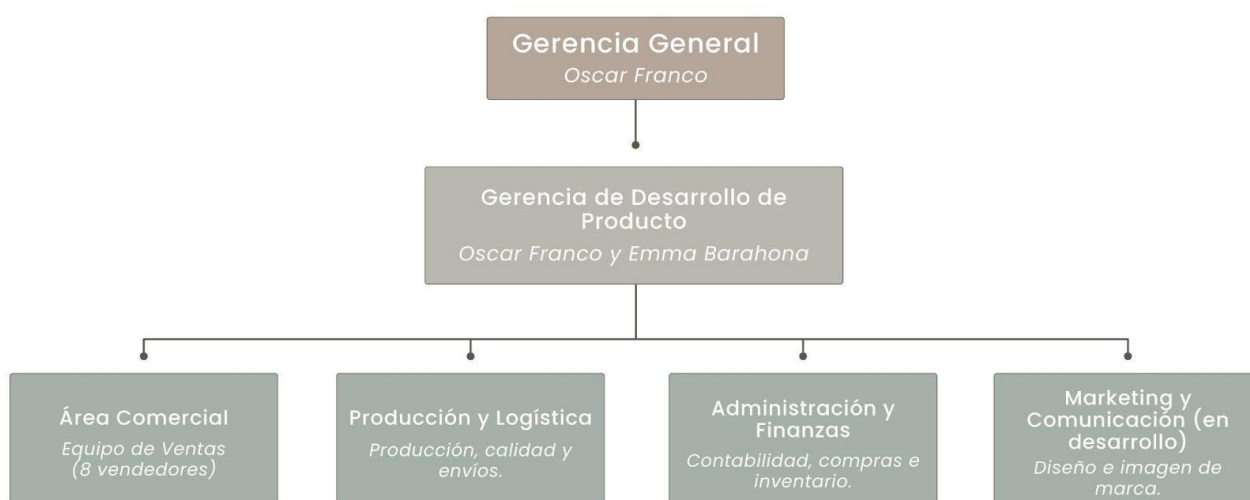 Gerencia General
Oscar Franco
Gerencia de Desarrollo de
Producto
Oscar Franco y Emma Barahona
Área Comercial
Equipo de Ventas
(8 vendedores)
Producción y Logística
Producción, calidad y
envíos.
Administración y
Finanzas
Contabilidad, compras e
inventario.
Marketing y
Comunicación (en
desarrollo)
Diseño e imagen de
marca.